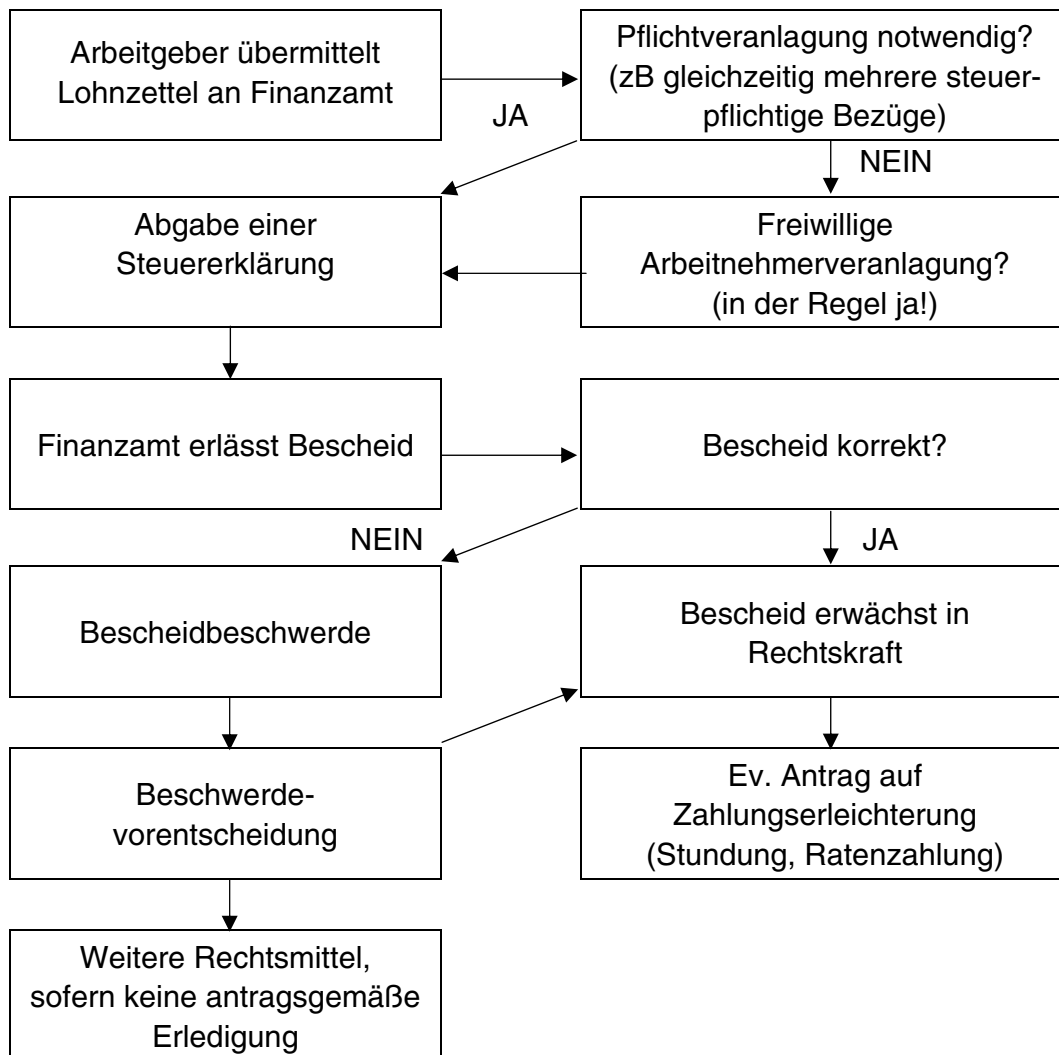 Arbeitgeber übermittelt
Lohnzettel an Finanzamt
Pflichtveranlagung notwendig?
(zB gleichzeitig mehrere steuer-
pflichtige Bezüge)
JA
NEIN
Abgabe einer
Steuererklärung
Freiwillige
Arbeitnehmerveranlagung?
(in der Regel ja!)
Finanzamt erlässt Bescheid
Bescheid korrekt?
NEIN
JA
Bescheidbeschwerde
Bescheid erwächst in
Rechtskraft
Beschwerde-
vorentscheidung
Ev. Antrag auf
Zahlungserleichterung
(Stundung, Ratenzahlung)
Weitere Rechtsmittel,
sofern keine antragsgemäße
Erledigung